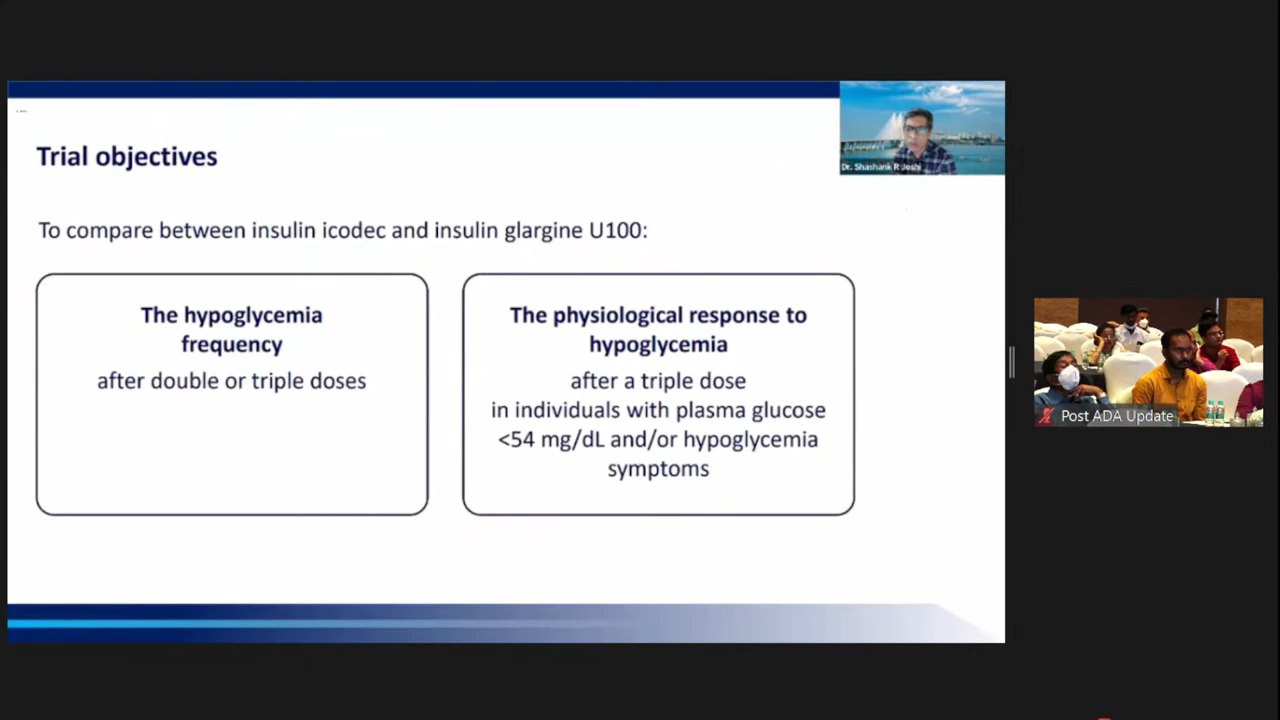 Dr. Shashank R Joshi
Trial objectives
To compare between insulin icodec and insulin glargine U100:
The hypoglycemia
frequency
after double or triple doses
The physiological response to
hypoglycemia
after a triple dose
in individuals with plasma glucose
<54 mg/dL and/or hypoglycemia
symptoms
Post ADA Update